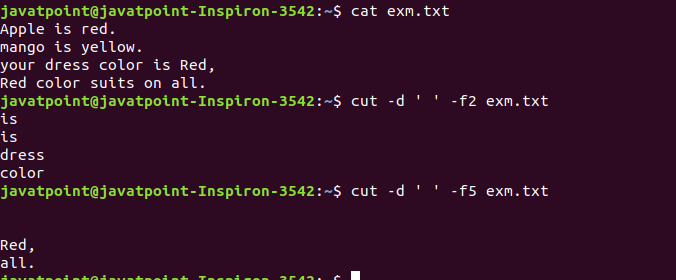 javatpoint@javatpoint-Inspiron-3542:~$ cat exm.txt
Apple is red.
mango is yellow.
your dress color is Red,
Red color suits on all.
javatpoint@javatpoint-Inspiron-3542:~$ cut -d ' ' -f2 exm.txt
is
is
dress
color
javatpoint@javatpoint-Inspiron-3542:~$ cut -d ' ' -f5 exm.txt
Red,
all.
javatpoint@javatpoint-Inspiron-3542:~$